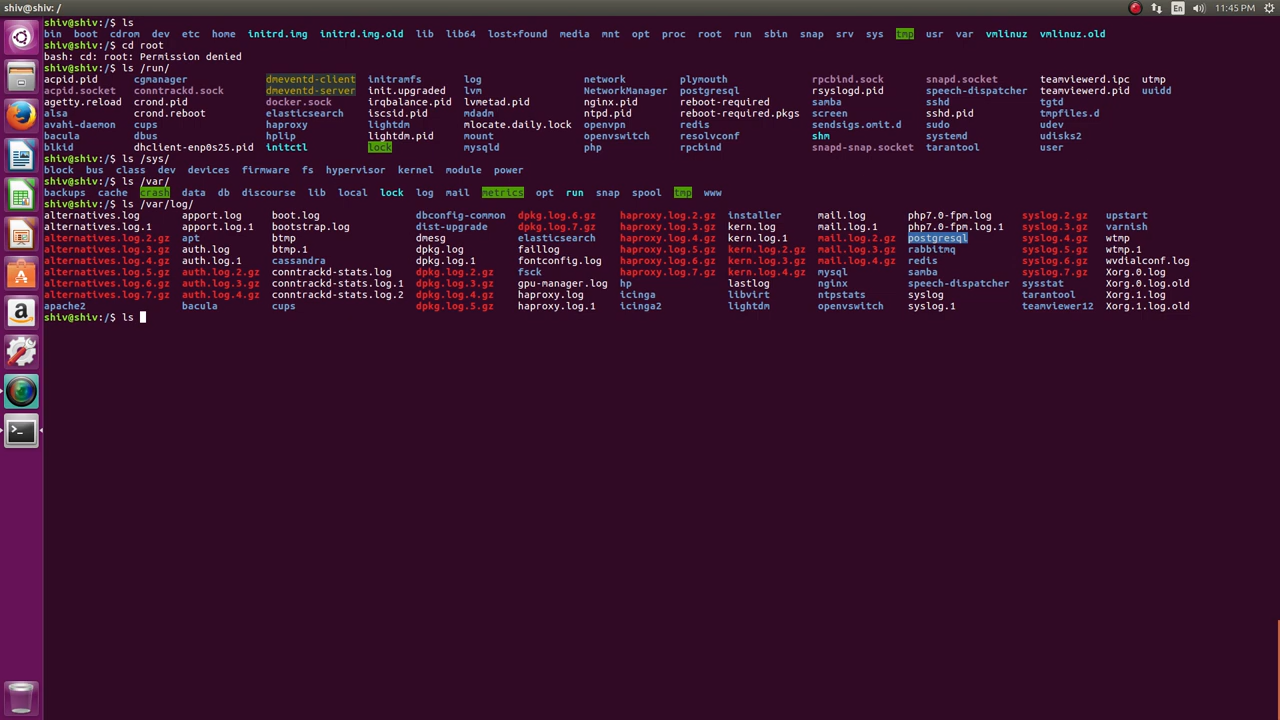 shiv@shiv: /
En 11:45 PM
shiv@shiv:/$ ls
bin boot cdrom dev etc home initrd.img initrd.img.old lib lib64 lost+found media mnt opt proc root run sbin snap srv sys tmp usr var vmlinuz vmlinuz.old
shiv@shiv:/$ cd root
bash: cd: root: Permission denied
shiv@shiv:/$ ls /run/
acpid.pid cgmanager dmeventd-client initramfs log network plymouth rpcbind.sock snapd.socket teamviewerd.ipc utmp
acpid.socket conntrackd.sock dmeventd-server init.upgraded lvm NetworkManager postgresql rsyslogd.pid speech-dispatcher teamviewerd.pid uuidd
agetty.reload crond.pid docker.sock irqbalance.pid lvmetad.pid nginx.pid reboot-required samba sshd tgtd
alsa crond.reboot elasticsearch iscsid.pid mdadm ntpd.pid reboot-required.pkgs screen sshd.pid tmpfiles.d
avahi-daemon cups haproxy lightdm mlocate.daily.lock openvpn redis sendsigs.omit.d sudo udev
bacula dbus hplip lightdm.pid mount openvswitch resolvconf shm systemd udisks2
blkid dhclient-enp0s25.pid initctl lock mysqld php rpcbind snapd-snap.socket tarantool user
shiv@shiv:/$ ls /sys/
block bus class dev devices firmware fs hypervisor kernel module power
shiv@shiv:/$ ls /var/
backups cache crash data db discourse lib local lock log mail metrics opt run snap spool tmp www
shiv@shiv:/$ ls /var/log/
alternatives.log apport.log boot.log dbconfig-common dpkg.log.6.gz haproxy.log.2.gz installer mail.log php7.0-fpm.log syslog.2.gz upstart
alternatives.log.1 apport.log.1 bootstrap.log dist-upgrade dpkg.log.7.gz haproxy.log.3.gz kern.log mail.log.1 php7.0-fpm.log.1 syslog.3.gz varnish
alternatives.log.2.gz apt btmp dmesg elasticsearch haproxy.log.4.gz kern.log.1 mail.log.2.gz postgresql syslog.4.gz wtmp
alternatives.log.3.gz auth.log btmp.1 dpkg.log faillog haproxy.log.5.gz kern.log.2.gz mail.log.3.gz rabbitmq syslog.5.gz wtmp.1
alternatives.log.4.gz auth.log.1 cassandra dpkg.log.1 fontconfig.log haproxy.log.6.gz kern.log.3.gz mail.log.4.gz redis syslog.6.gz wvdialconf.log
alternatives.log.5.gz auth.log.2.gz conntrackd-stats.log dpkg.log.2.gz fsck haproxy.log.7.gz kern.log.4.gz mysql samba syslog.7.gz Xorg.0.log
alternatives.log.6.gz auth.log.3.gz conntrackd-stats.log.1 dpkg.log.3.gz gpu-manager.log hp lastlog nginx speech-dispatcher sysstat Xorg.0.log.old
alternatives.log.7.gz auth.log.4.gz conntrackd-stats.log.2 dpkg.log.4.gz haproxy.log icinga libvirt ntpstats syslog tarantool Xorg.1.log
apache2 bacula cups dpkg.log.5.gz haproxy.log.1 icinga2 lightdm openvswitch syslog.1 teamviewer12 Xorg.1.log.old
shiv@shiv:/$ ls